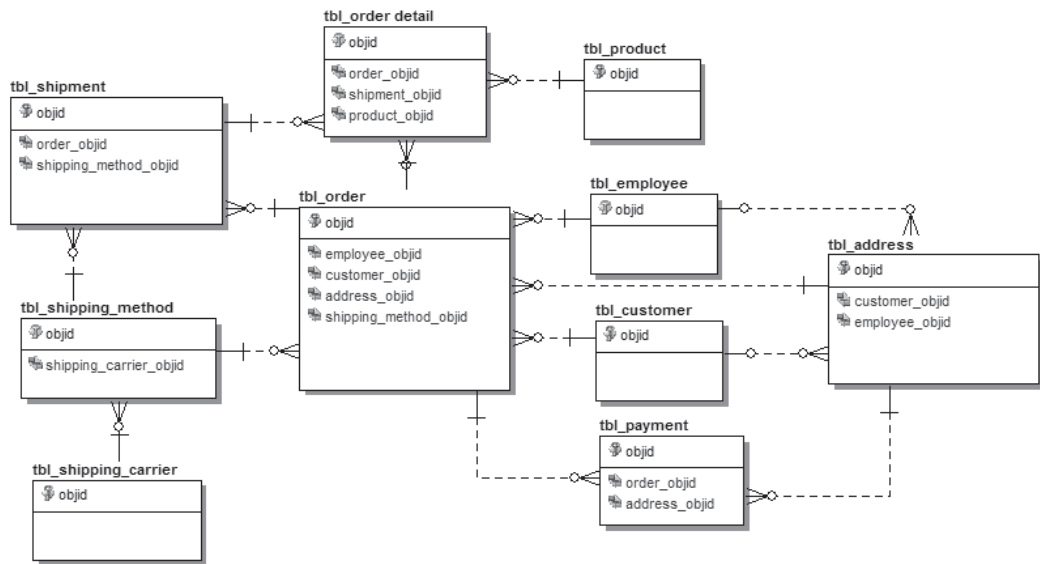 tbl_order detail
objid
order_objid
shipment_objid
product_objid
tbl_product
objid
tbl_shipment
objid
order_objid
shipping_method_objid
tbl_order
objid
employee_objid
customer_objid
address_objid
shipping_method_objid
tbl_employee
objid
tbl_address
objid
customer_objid
employee_objid
tbl_shipping_method
objid
shipping_carrier_objid
tbl_customer
objid
tbl_payment
objid
order_objid
address_objid
tbl_shipping_carrier
objid